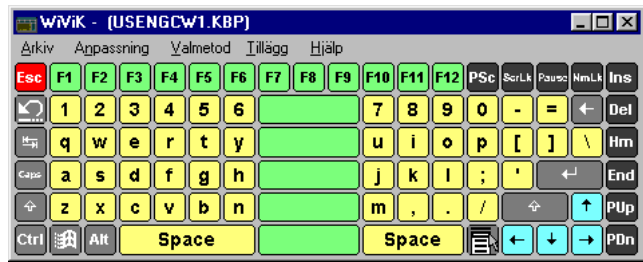 WiViK - (USENGCW1.KBP)
Arkiv Anpassning Valmetod Tillägg Hjälp
Esc F1 F2 F3 F4 F5 F6 F7 F8 F9 F10 F11 F12 PSc ScrLk Pause NmLk Ins
1 2 3 4 5 6 7 8 9 0 - = ← Del
q w e r t y u i o p [ ] \ Hm
Caps a s d f g h j k l ; ' ↵ End
⇧ z x c v b n m , . / ⇧ ↑ PUp
Ctrl Alt Space Space ← ↓ → PDn